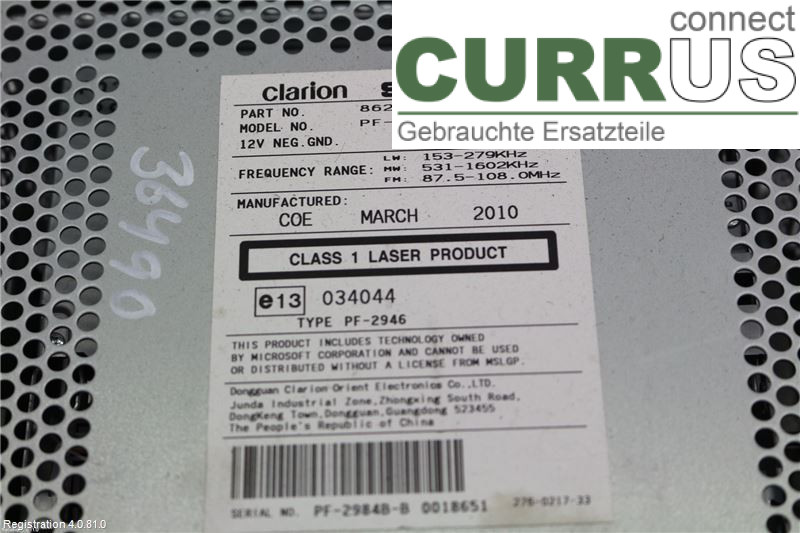 connect
CURRUS
Gebrauchte Ersatzteile
clarion
PART NO. 862
MODEL NO. PF-
12V NEG.GND.
FREQUENCY RANGE:
LW: 153-279KHz
MW: 531-1602KHz
FM: 87.5-108.0MHz
MANUFACTURED:
COE MARCH 2010
CLASS 1 LASER PRODUCT
e13 034044
TYPE PF-2946
THIS PRODUCT INCLUDES TECHNOLOGY OWNED
BY MICROSOFT CORPORATION AND CANNOT BE USED
OR DISTRIBUTED WITHOUT A LICENSE FROM MSLGP.
Dongguan Clarion Orient Electronics Co.,LTD.
Junda Industrial Zone,Zhongxing South Road,
DongKeng Town,Dongguan,Guangdong 523455
The People's Republic of China
SERIAL NO. PF-2984B-B 0018651 276-0217-33
36490
Registration 4.0.81.0